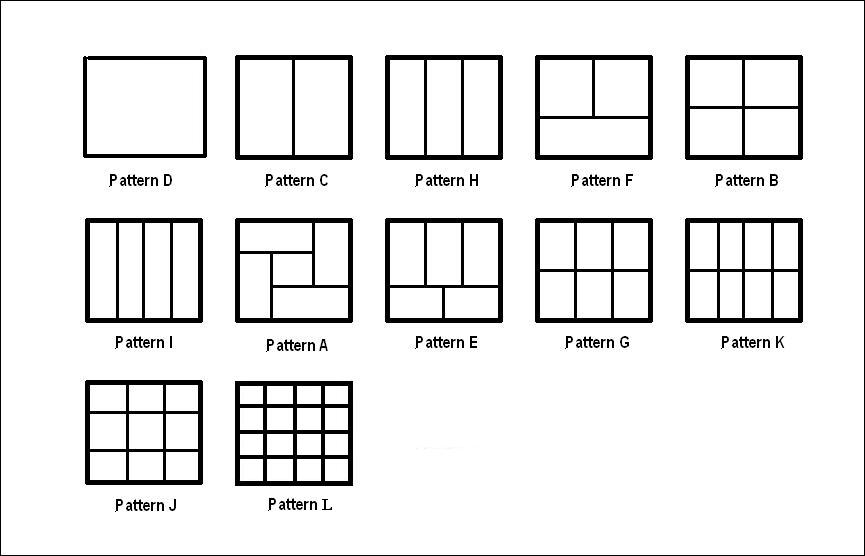 Pattern D
Pattern C
Pattern H
Pattern F
Pattern B
Pattern I
Pattern A
Pattern E
Pattern G
Pattern K
Pattern J
Pattern L